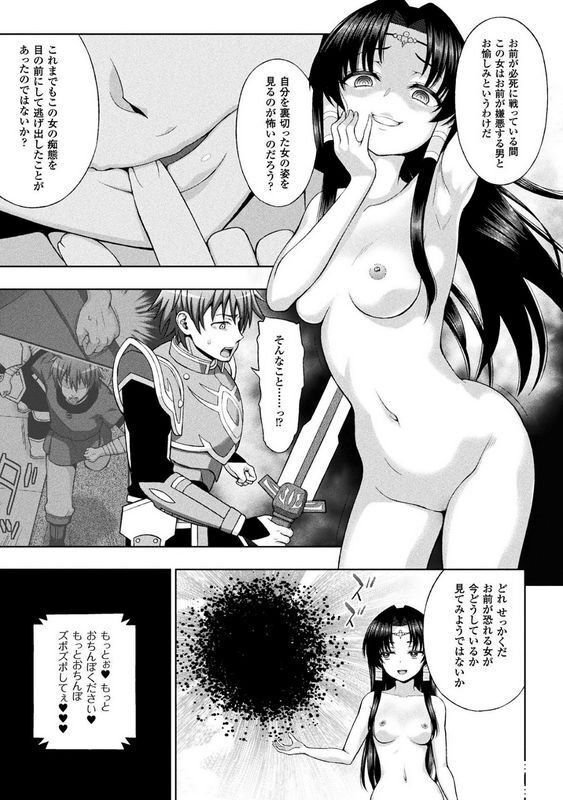 お前が必死に戦っている間
この女はお前が嫌悪する男と
お愉しみというわけだ
自分を裏切った女の姿を
見るのが怖いのだろう？
これまでもこの女の痴態を
目の前にして逃げ出したことが
あったのではないか？
そんなこと……っ!?
どれ せっかくだ
お前が恐れる女が
今どうしているか
見てみようではないか
もっとぉ♥ もっと
おちんぽください♥
もっとおちんぽ
ズポズポしてぇ♥♥♥